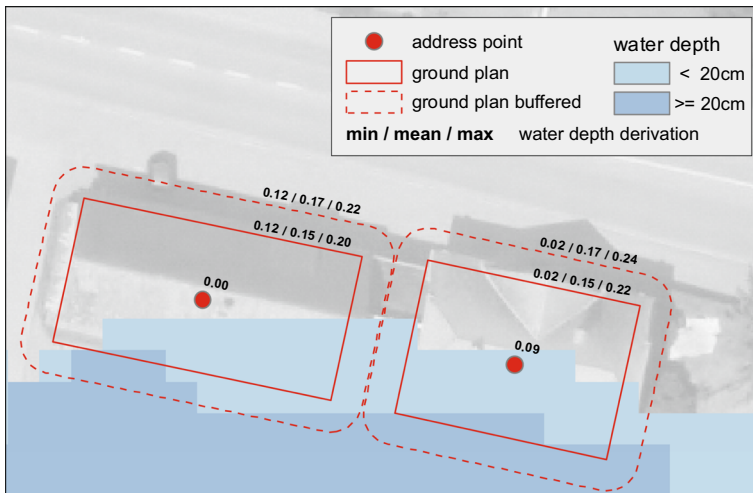 address point
water depth
ground plan
< 20cm
ground plan buffered
>= 20cm
min / mean / max water depth derivation
0.12 / 0.17 / 0.22
0.12 / 0.15 / 0.20
0.00
0.02 / 0.17 / 0.24
0.02 / 0.15 / 0.22
0.09